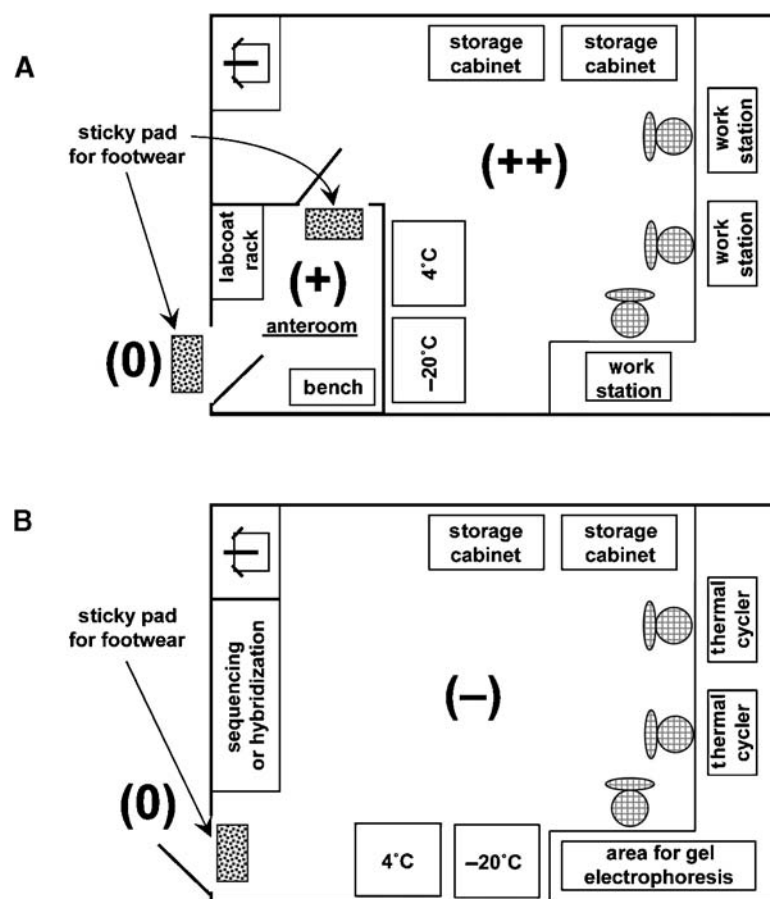 A
storage
cabinet
storage
cabinet
sticky pad
for footwear
(++)
work
station
labcoat
rack
work
station
(+)
4°C
anteroom
(0)
–20°C
bench
work
station
B
storage
cabinet
storage
cabinet
sticky pad
for footwear
thermal
cycler
sequencing
or hybridization
(–)
thermal
cycler
(0)
4°C
–20°C
area for gel
electrophoresis